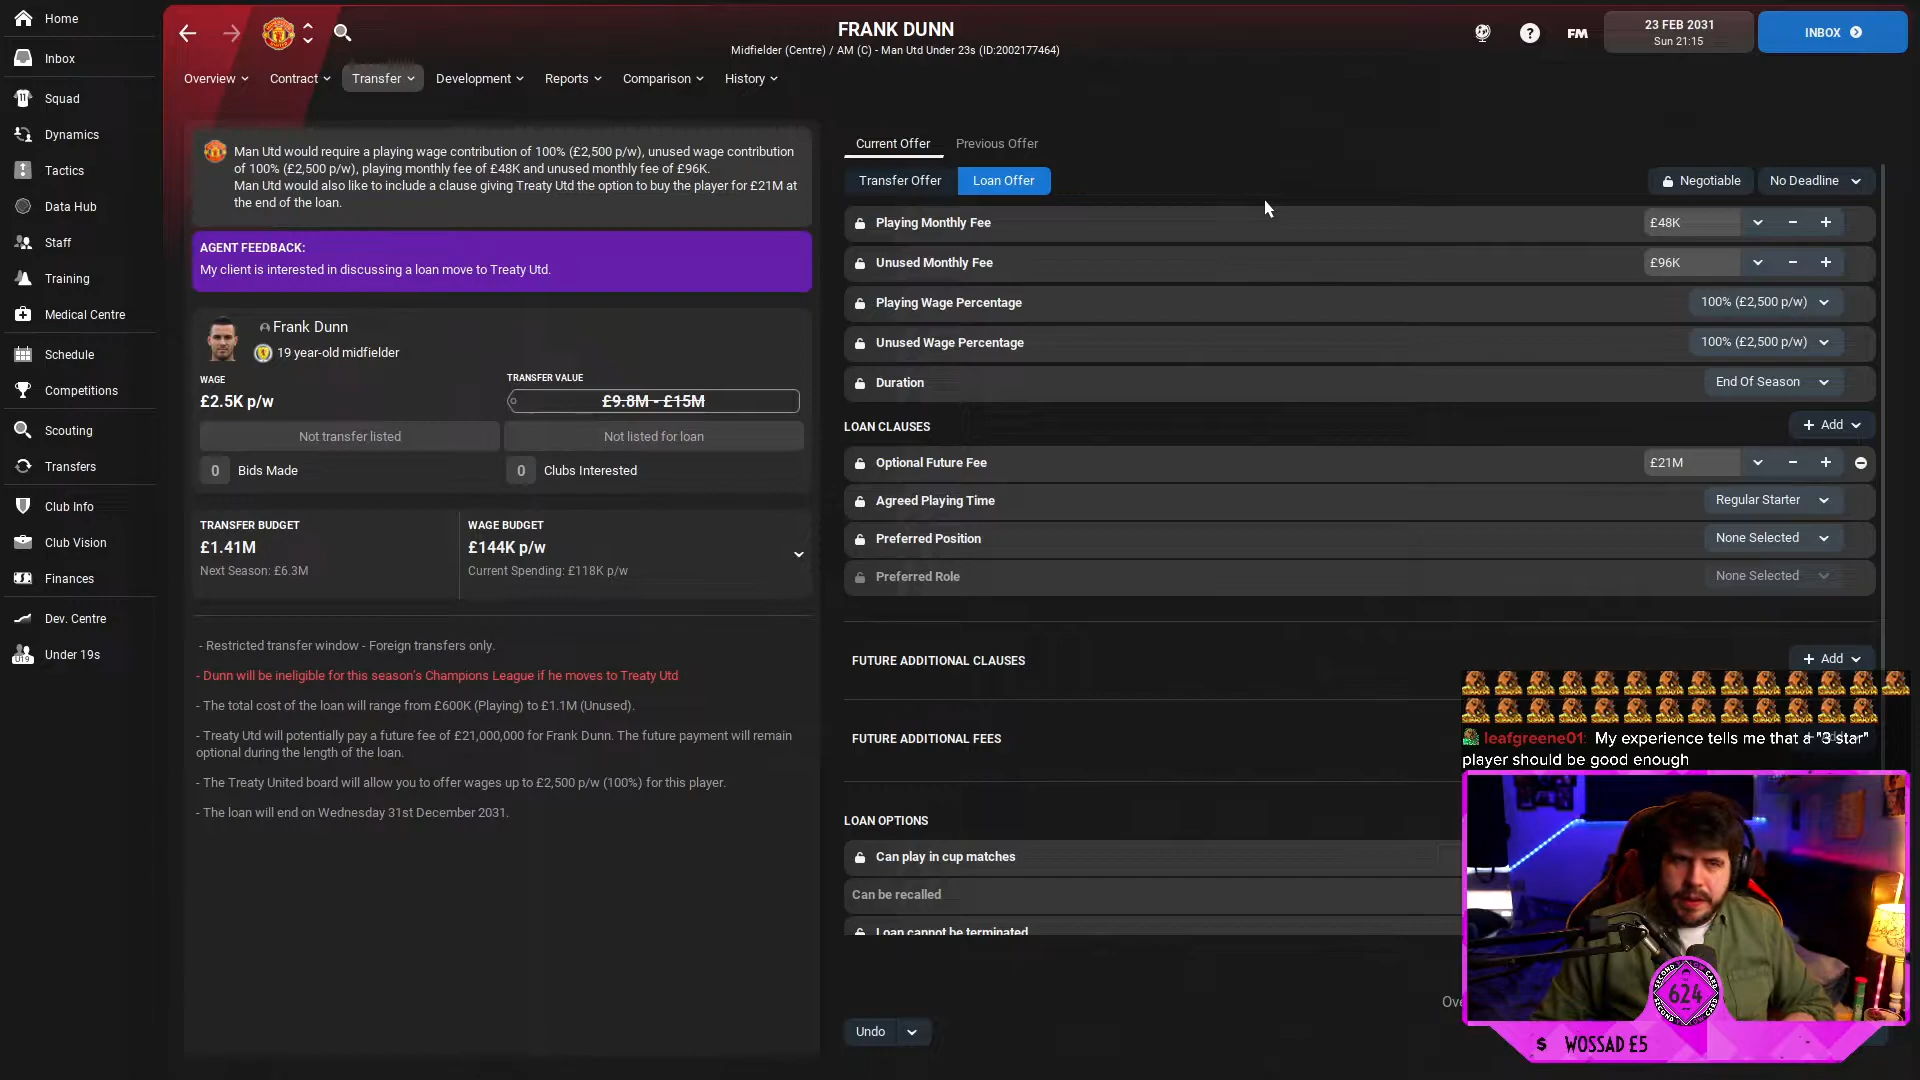 Home
Inbox
Squad
Dynamics
Tactics
Data Hub
Staff
Training
Medical Centre
Schedule
Competitions
Scouting
Transfers
Club Info
Club Vision
Finances
Dev. Centre
U19
Under 19s
FRANK DUNN
Midfielder (Centre) / AM (C) - Man Utd Under 23s (ID:2002177464)
FM
23 FEB 2031
Sun 21:15
INBOX
Overview
Contract
Transfer
Development
Reports
Comparison
History
Man Utd would require a playing wage contribution of 100% (£2,500 p/w), unused wage contribution
of 100% (£2,500 p/w), playing monthly fee of £48K and unused monthly fee of £96K.
Man Utd would also like to include a clause giving Treaty Utd the option to buy the player for £21M at
the end of the loan.
AGENT FEEDBACK:
My client is interested in discussing a loan move to Treaty Utd.
Frank Dunn
19 year-old midfielder
WAGE
£2.5K p/w
TRANSFER VALUE
£9.8M - £15M
Not transfer listed
Not listed for loan
0 Bids Made
0 Clubs Interested
TRANSFER BUDGET
£1.41M
Next Season: £6.3M
WAGE BUDGET
£144K p/w
Current Spending: £118K p/w
- Restricted transfer window - Foreign transfers only.
- Dunn will be ineligible for this season's Champions League if he moves to Treaty Utd
- The total cost of the loan will range from £600K (Playing) to £1.1M (Unused).
- Treaty Utd will potentially pay a future fee of £21,000,000 for Frank Dunn. The future payment will remain
optional during the length of the loan.
- The Treaty United board will allow you to offer wages up to £2,500 p/w (100%) for this player.
- The loan will end on Wednesday 31st December 2031.
Current Offer
Previous Offer
Transfer Offer
Loan Offer
Negotiable
No Deadline
Playing Monthly Fee £48K
Unused Monthly Fee £96K
Playing Wage Percentage 100% (£2,500 p/w)
Unused Wage Percentage 100% (£2,500 p/w)
Duration End Of Season
LOAN CLAUSES + Add
Optional Future Fee £21M
Agreed Playing Time Regular Starter
Preferred Position None Selected
Preferred Role None Selected
FUTURE ADDITIONAL CLAUSES + Add
FUTURE ADDITIONAL FEES
LOAN OPTIONS
Can play in cup matches
Can be recalled
Loan cannot be terminated
Undo
leafgreene01: My experience tells me that a "3 star"
player should be good enough
SECOND YELLOW CARD
624
$ WOSSAD £5